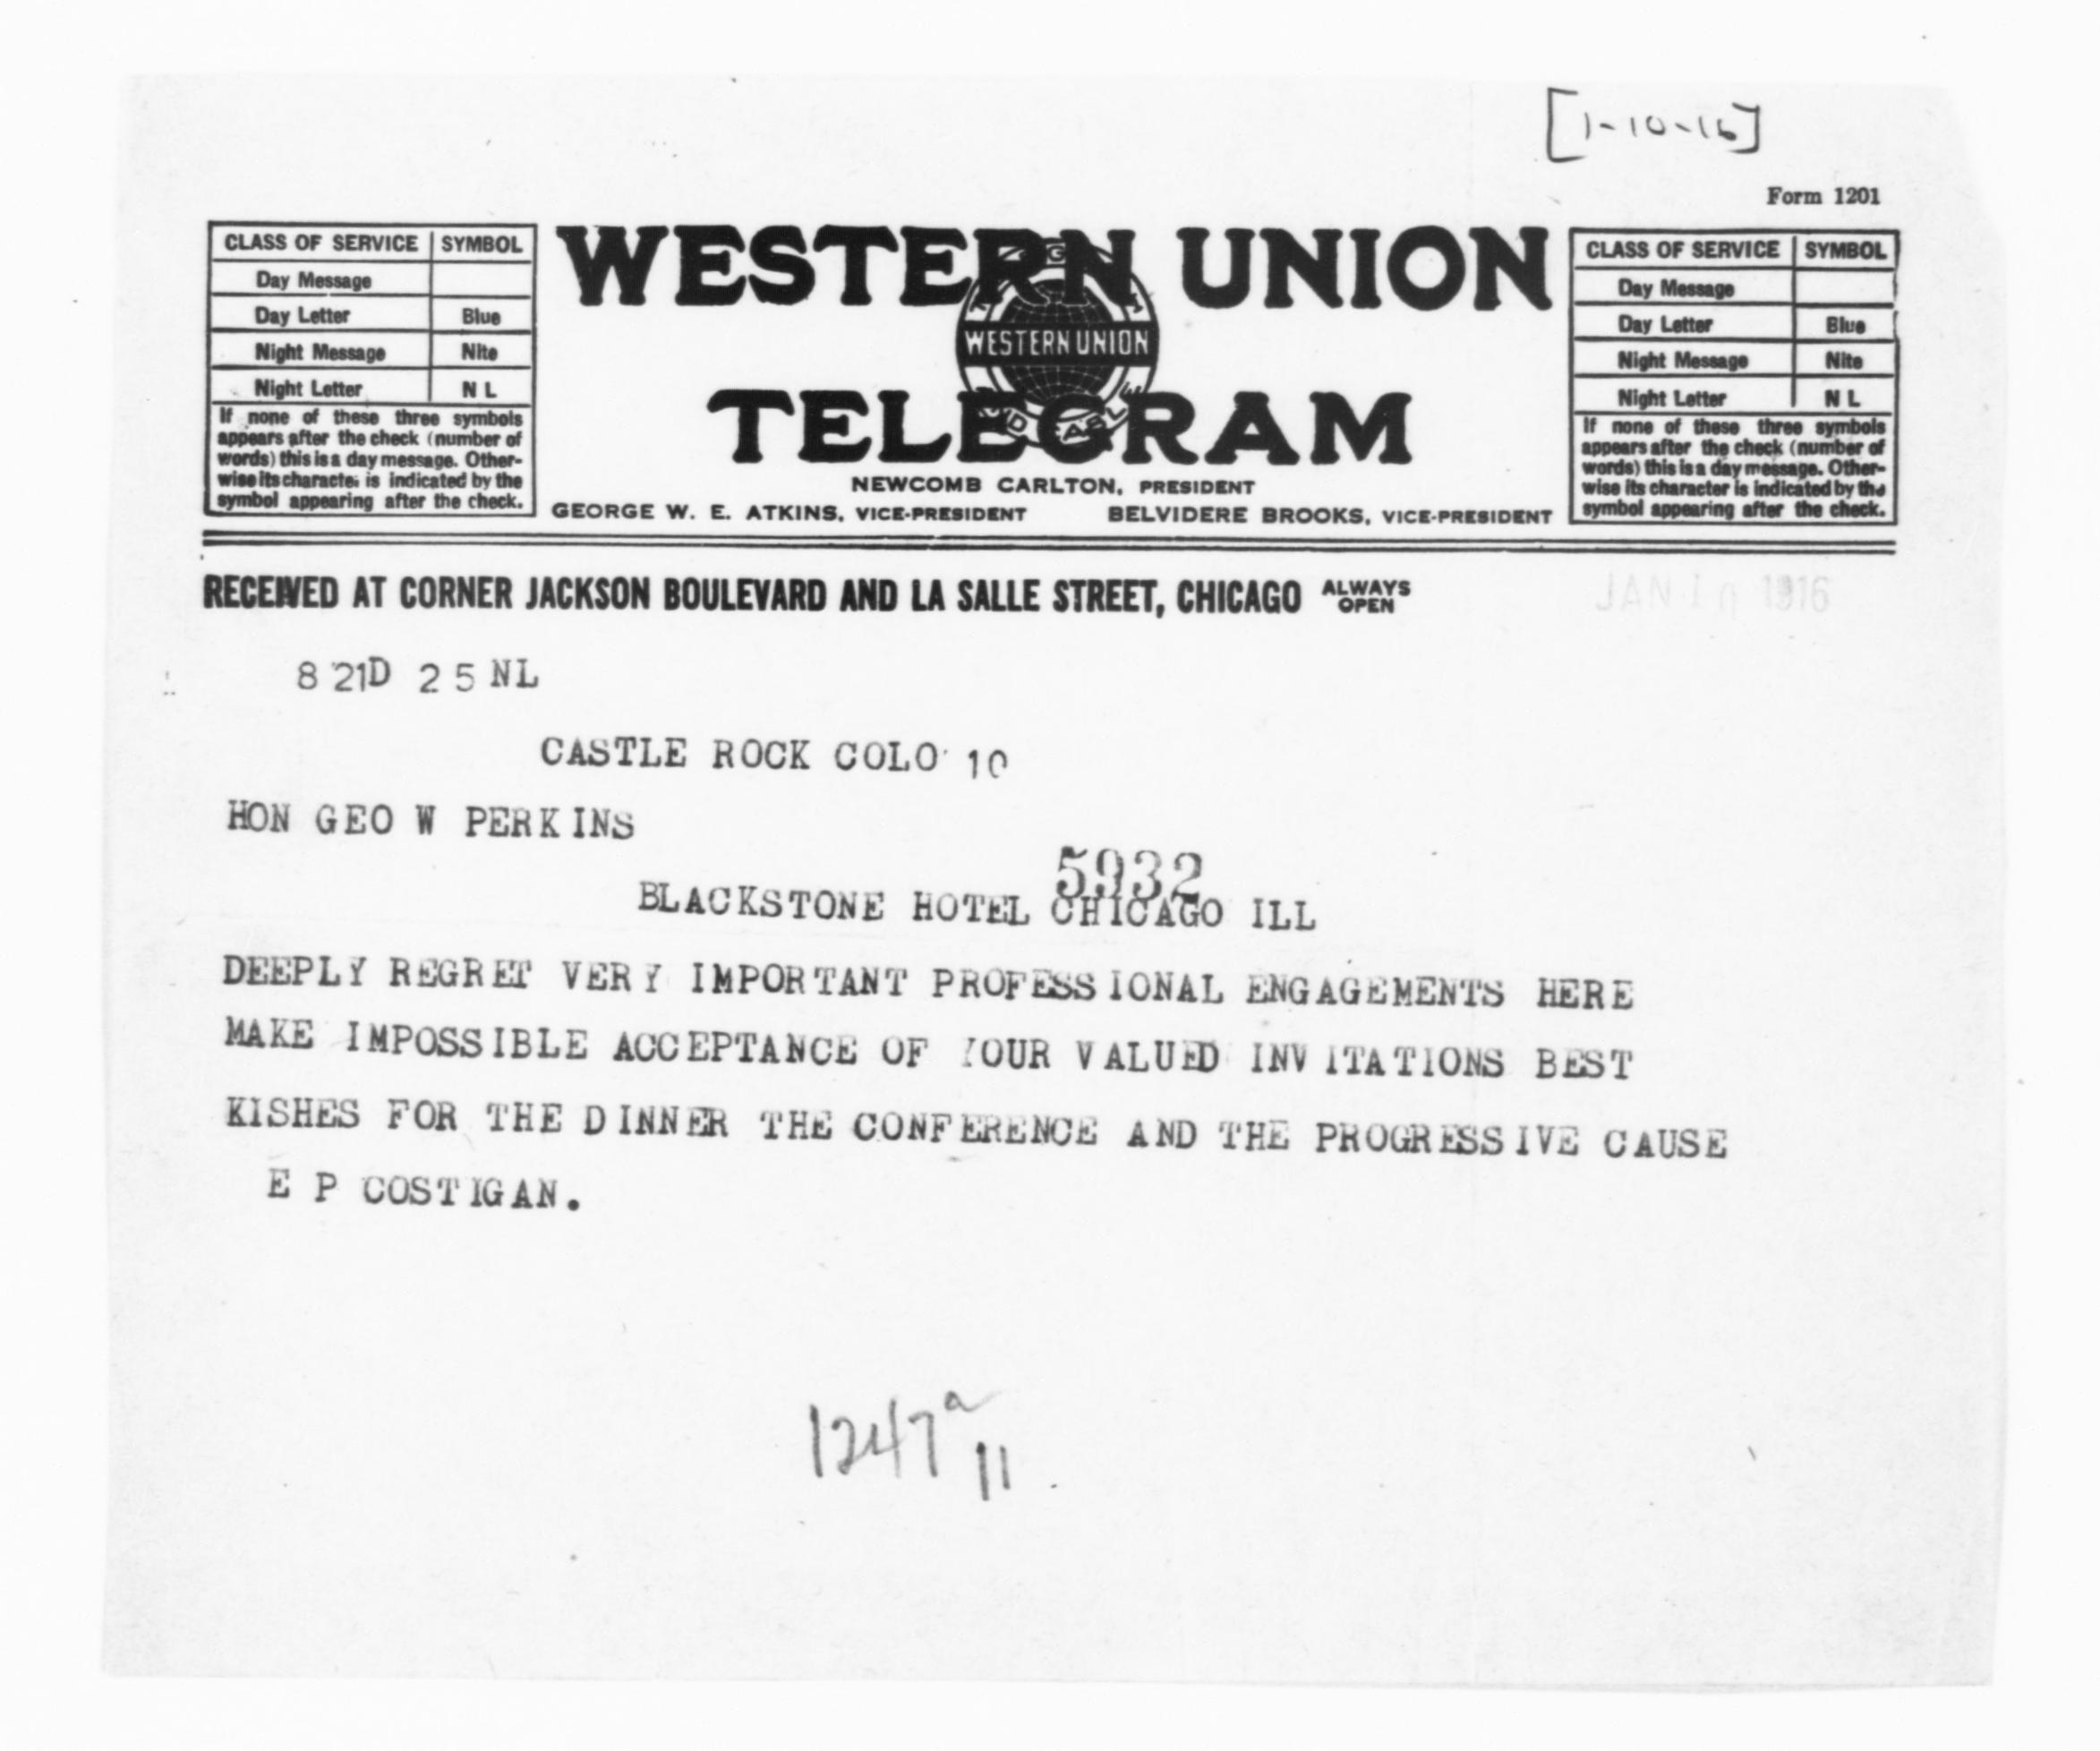 [1-10-16]
Form 1201
CLASS OF SERVICE SYMBOL
Day Message
Day Letter Blue
Night Message Nite
Night Letter N L
If none of these three symbols
appears after the check (number of
words) this is a day message. Other-
wise its character is indicated by the
symbol appearing after the check.
WESTERN UNION
WESTERN UNION
TELEGRAM
NEWCOMB CARLTON, PRESIDENT
GEORGE W. E. ATKINS, VICE-PRESIDENT BELVIDERE BROOKS, VICE-PRESIDENT
CLASS OF SERVICE SYMBOL
Day Message
Day Letter Blue
Night Message Nite
Night Letter N L
If none of these three symbols
appears after the check (number of
words) this is a day message. Other-
wise its character is indicated by the
symbol appearing after the check.
RECEIVED AT CORNER JACKSON BOULEVARD AND LA SALLE STREET, CHICAGO ALWAYS OPEN
JAN 10 1916
821D 25 NL
CASTLE ROCK COLO 10
HON GEO W PERKINS
5932
BLACKSTONE HOTEL CHICAGO ILL
DEEPLY REGRET VERY IMPORTANT PROFESSIONAL ENGAGEMENTS HERE
MAKE IMPOSSIBLE ACCEPTANCE OF YOUR VALUED INVITATIONS BEST
KISHES FOR THE DINNER THE CONFERENCE AND THE PROGRESSIVE CAUSE
E P COSTIGAN.
1247a
11